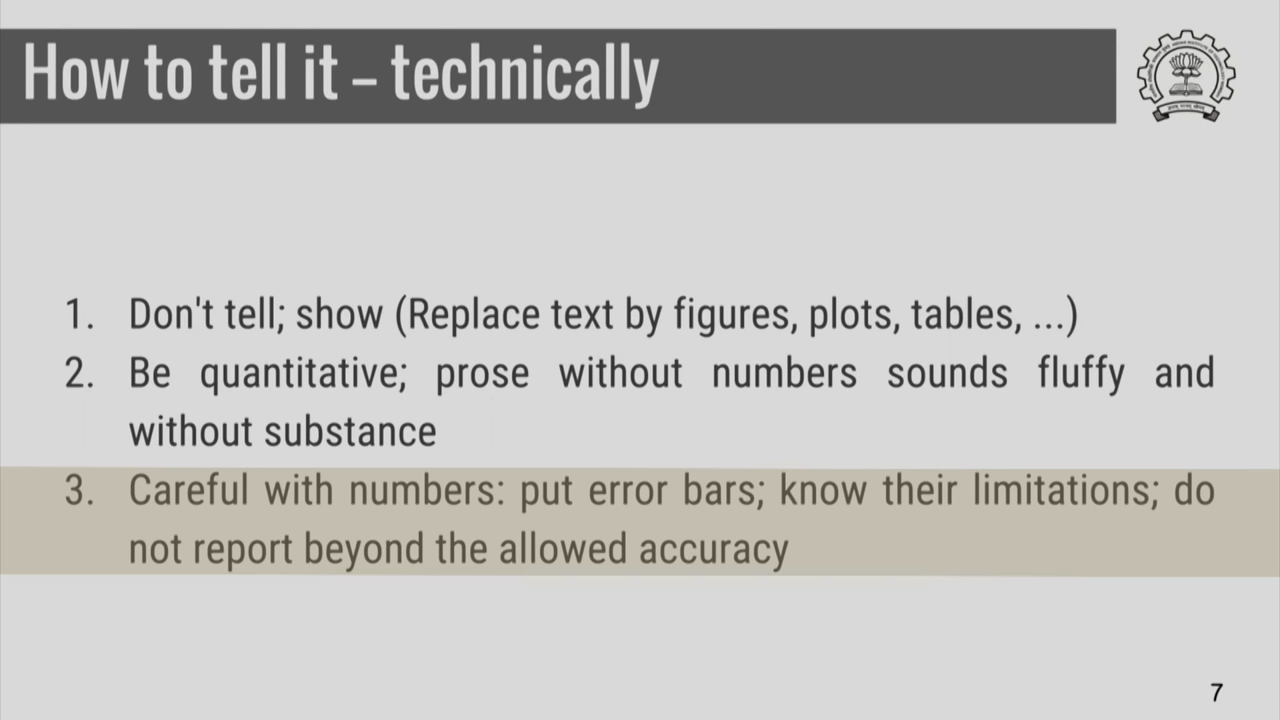 How to tell it – technically
1. Don't tell; show (Replace text by figures, plots, tables, ...)
2. Be quantitative; prose without numbers sounds fluffy and
without substance
3. Careful with numbers: put error bars; know their limitations; do
not report beyond the allowed accuracy
7